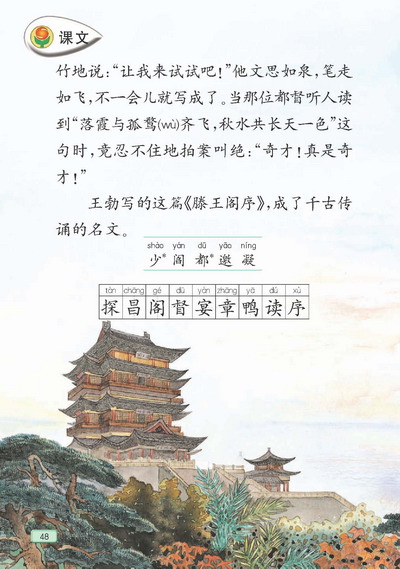 课文
竹地说:“让我来试试吧!”他文思如泉,笔走
如飞,不一会儿就写成了。当那位都督听人读
到“落霞与孤鹜(wù)齐飞,秋水共长天一色”这
句时,竟忍不住地拍案叫绝:“奇才!真是奇
才!”
王勃写的这篇《滕王阁序》,成了千古传
诵的名文。
shào yán dū yāo níng
少* 阎 都* 邀 凝
tàn chāng gé dū yàn zhāng yā dú xù
探 昌 阁 督 宴 章 鸭 读 序
48